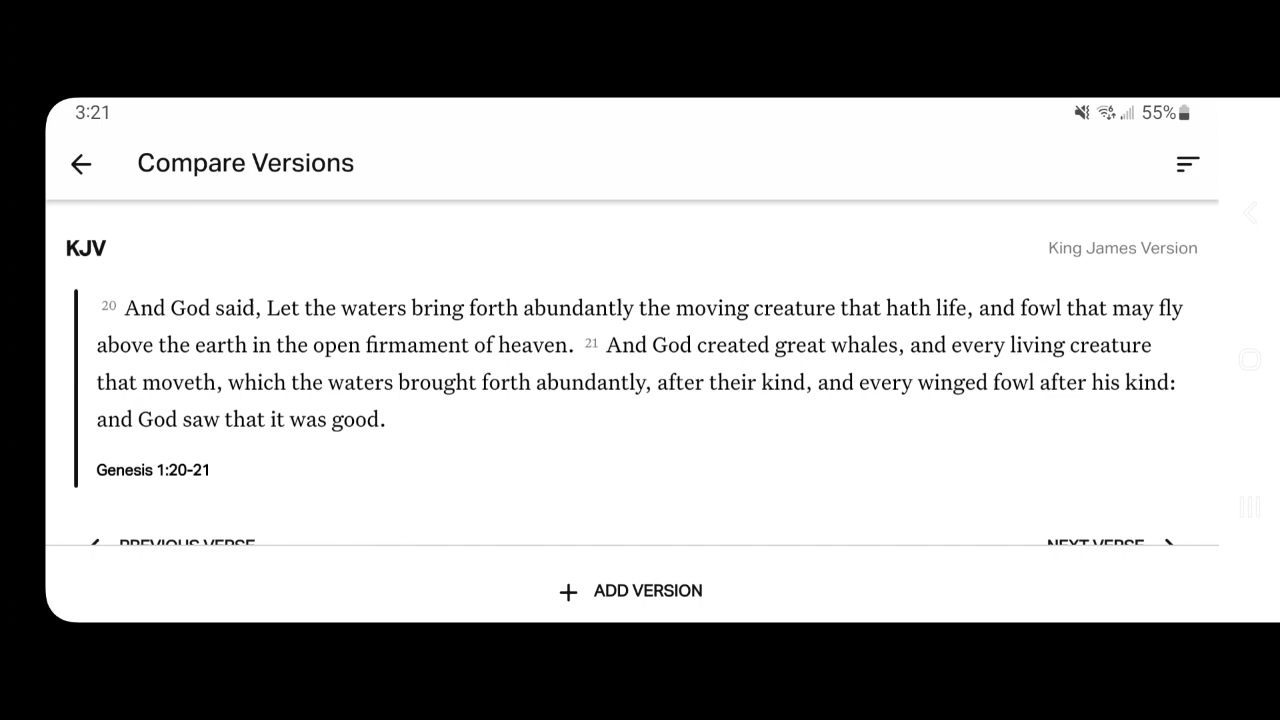 3:21
55%
Compare Versions
KJV
King James Version
20 And God said, Let the waters bring forth abundantly the moving creature that hath life, and fowl that may fly
above the earth in the open firmament of heaven. 21 And God created great whales, and every living creature
that moveth, which the waters brought forth abundantly, after their kind, and every winged fowl after his kind:
and God saw that it was good.
Genesis 1:20-21
PREVIOUS VERSE
NEXT VERSE
ADD VERSION